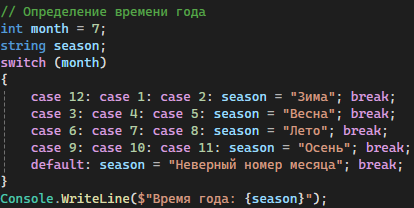 // Определение времени года
int month = 7;
string season;
switch (month)
{
    case 12: case 1: case 2: season = "Зима"; break;
    case 3: case 4: case 5: season = "Весна"; break;
    case 6: case 7: case 8: season = "Лето"; break;
    case 9: case 10: case 11: season = "Осень"; break;
    default: season = "Неверный номер месяца"; break;
}
Console.WriteLine($"Время года: {season}");